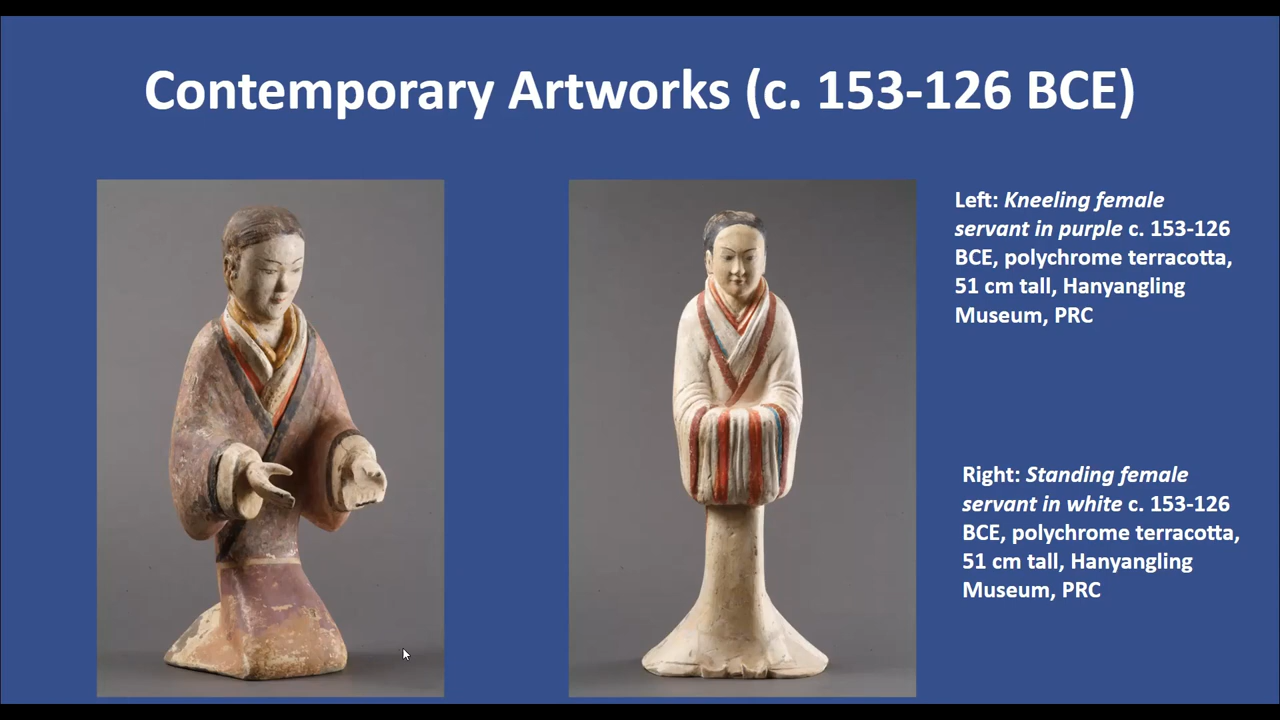 Contemporary Artworks (c. 153-126 BCE)
Left: Kneeling female
servant in purple c. 153-126
BCE, polychrome terracotta,
51 cm tall, Hanyangling
Museum, PRC
Right: Standing female
servant in white c. 153-126
BCE, polychrome terracotta,
51 cm tall, Hanyangling
Museum, PRC